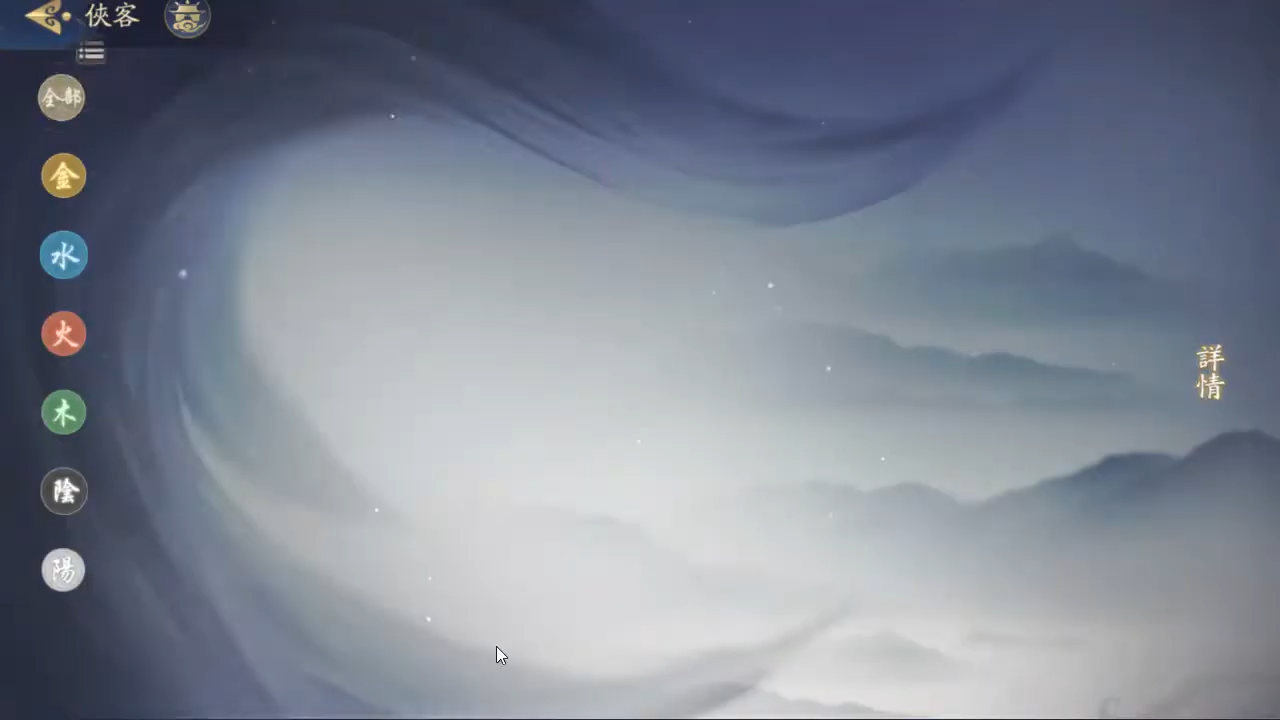 俠客
全部
金
水
火
木
陰
陽
詳情